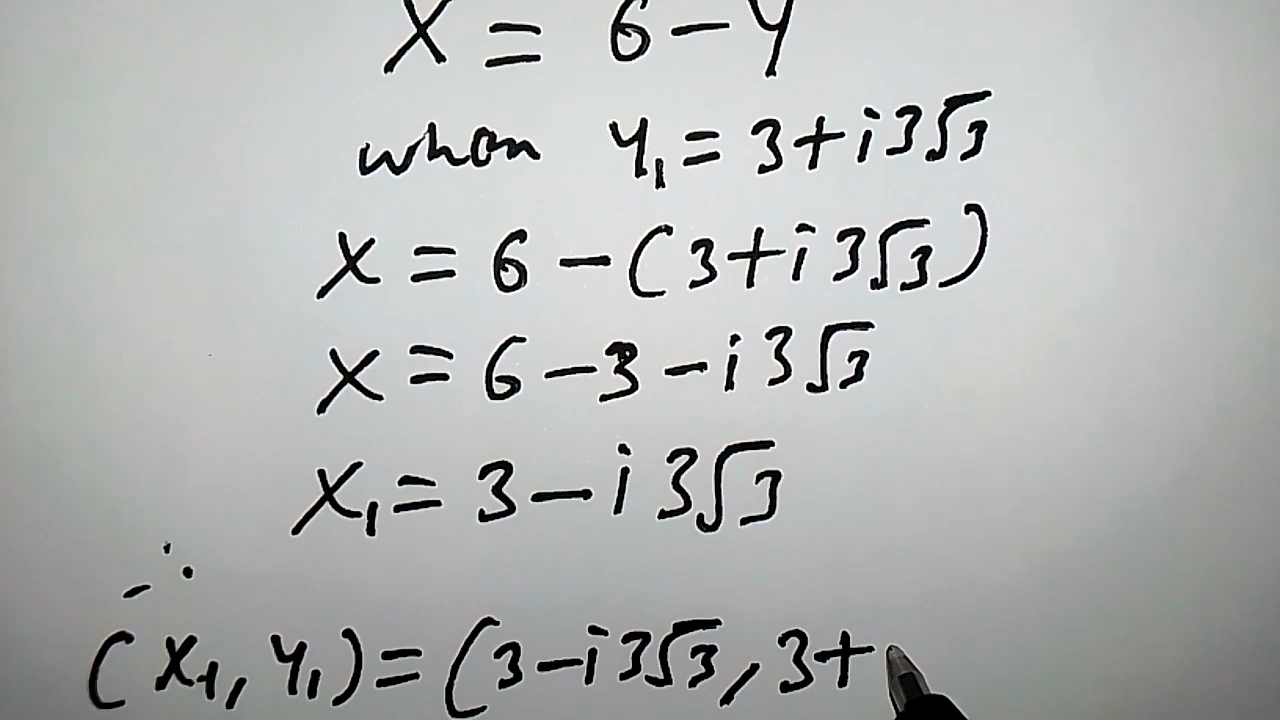 X = 6 - Y
when Y₁ = 3 + i3√3
X = 6 - (3 + i3√3)
X = 6 - 3 - i3√3
X₁ = 3 - i3√3
∴
(X₁, Y₁) = (3 - i3√3, 3 +